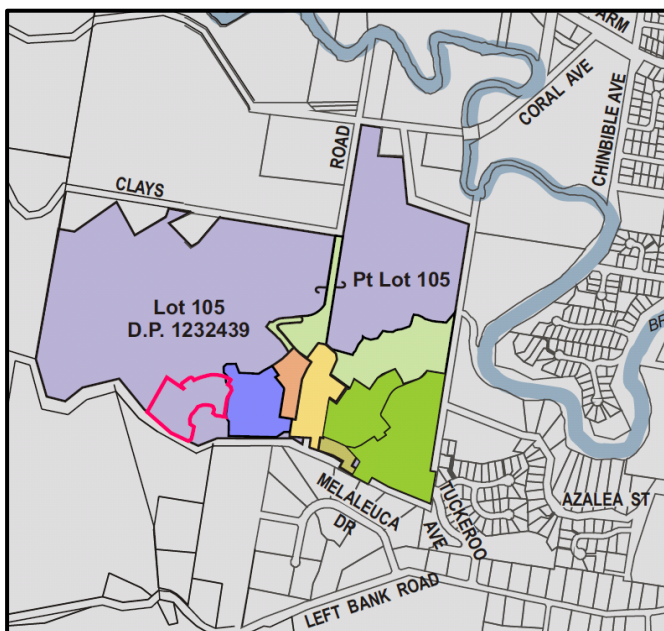 ARM
CORAL AVE
CHINBIBLE AVE
ROAD
CLAYS
Pt Lot 105
Lot 105
D.P. 1232439
BE
AZALEA ST
MELALEUCA
DR
TUCKEROO
AVE
LEFT BANK ROAD